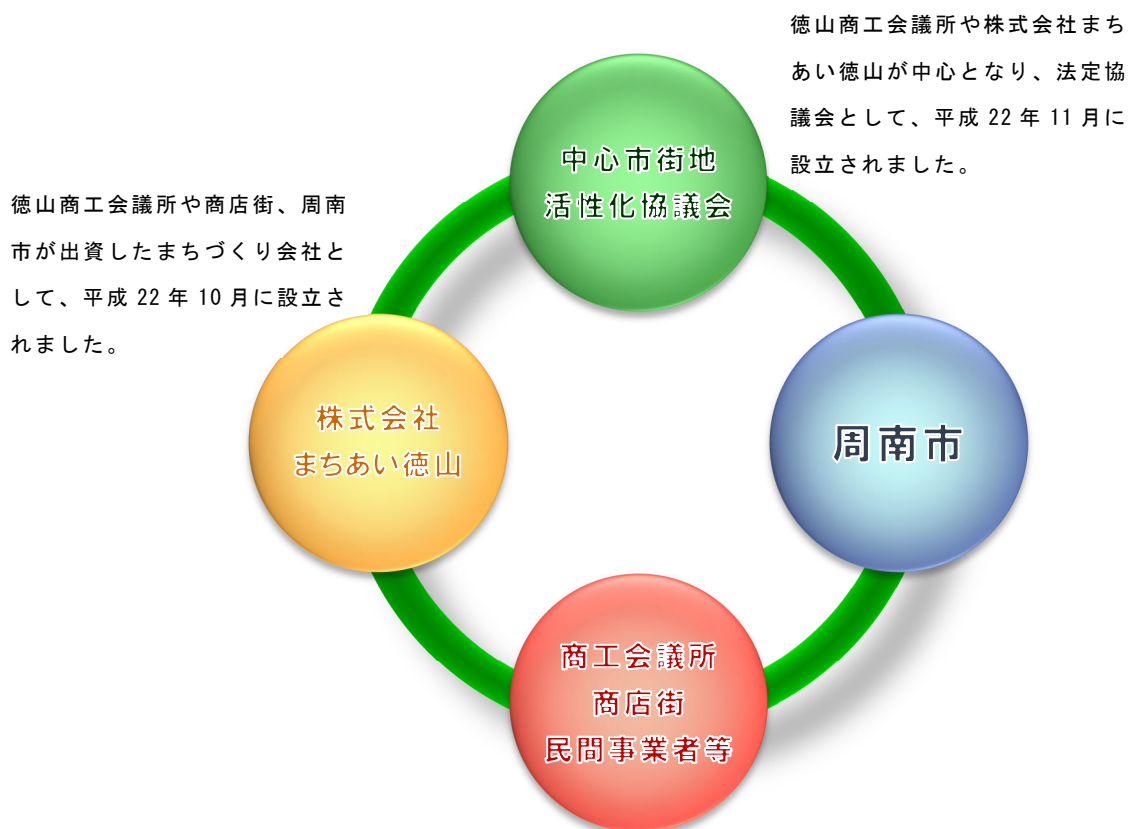 徳山商工会議所や株式会社まち
あい徳山が中心となり、法定協
議会として、平成 22 年 11 月に
設立されました。
中心市街地
活性化協議会
徳山商工会議所や商店街、周南
市が出資したまちづくり会社と
して、平成 22 年 10 月に設立さ
れました。
株式会社
まちあい徳山
周南市
商工会議所
商店街
民間事業者等